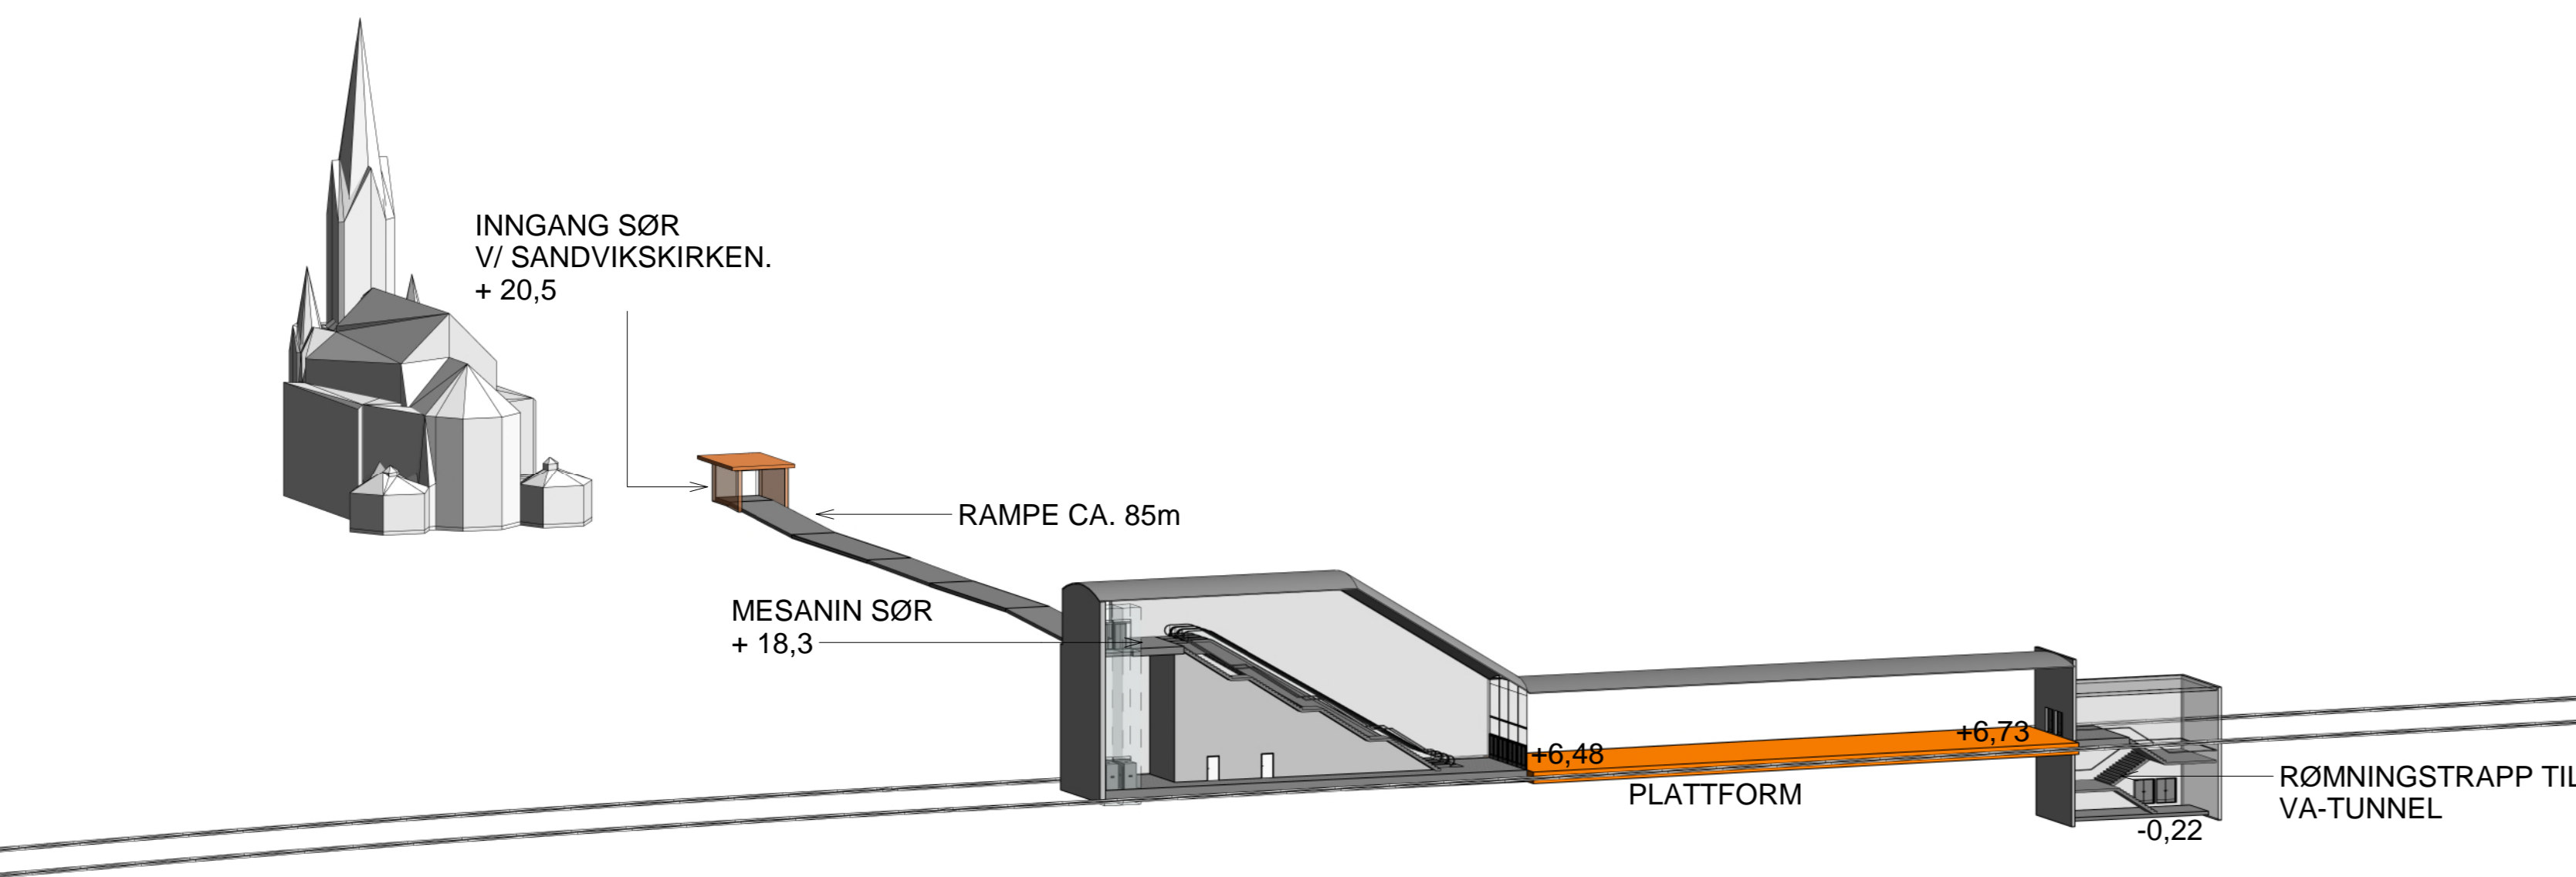 INNGANG SØR
V/ SANDVIKSKIRKEN.
+ 20,5
RAMPE CA. 85m
MESANIN SØR
+ 18,3
+6,48
+6,73
PLATTFORM
RØMNINGSTRAPP TIL
VA-TUNNEL
-0,22